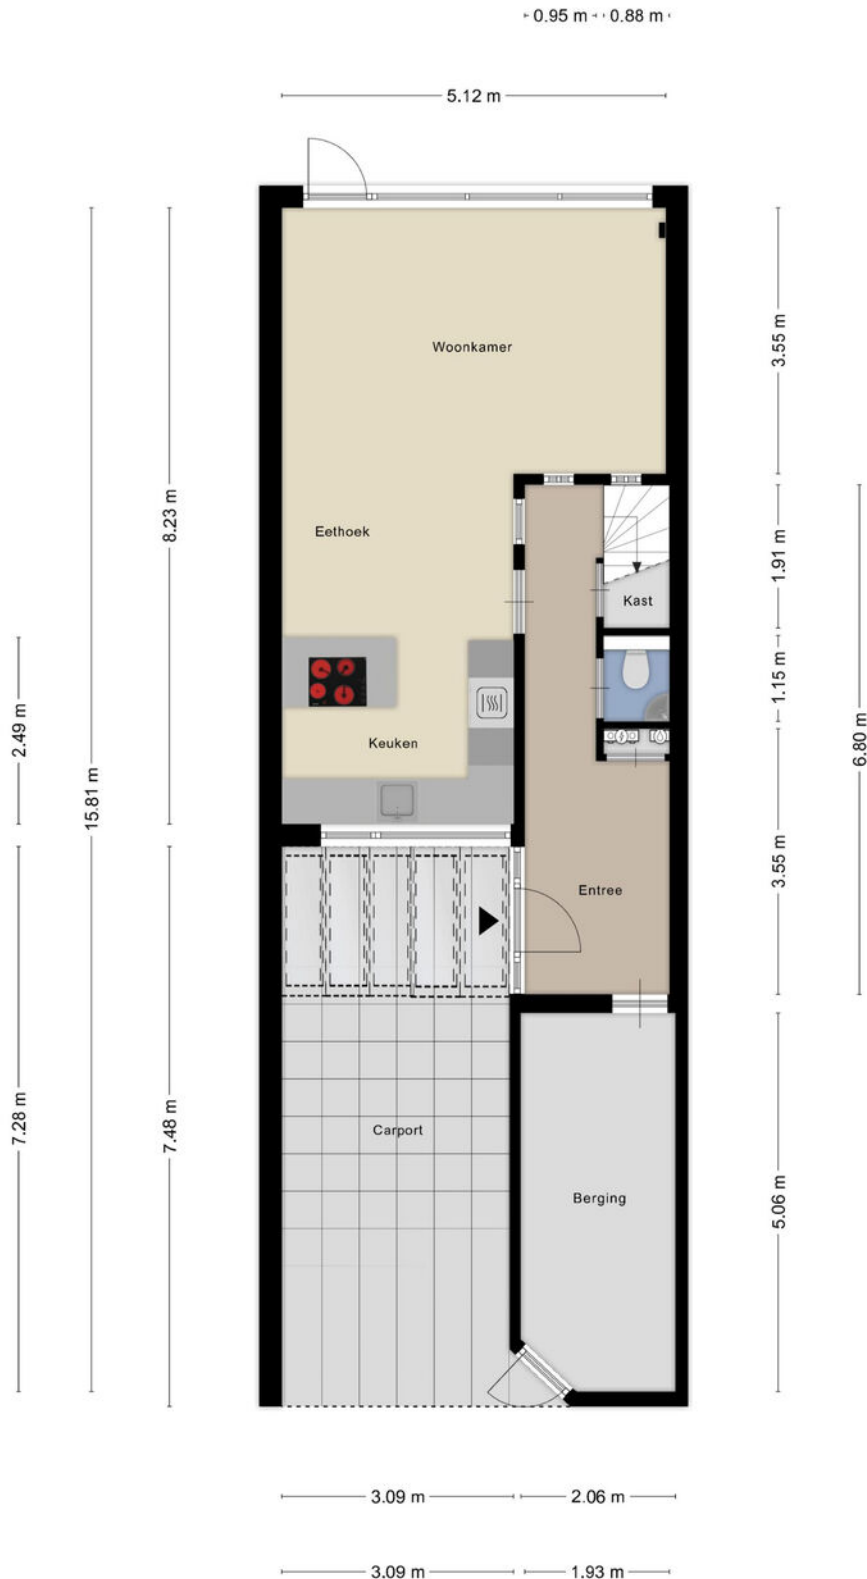 0.95 m
0.88 m
5.12 m
Woonkamer
3.55 m
8.23 m
Eethoek
1.91 m
Kast
1.15 m
2.49 m
6.80 m
Keuken
15.81 m
3.55 m
Entree
7.28 m
7.48 m
Carport
5.06 m
Berging
3.09 m
2.06 m
3.09 m
1.93 m